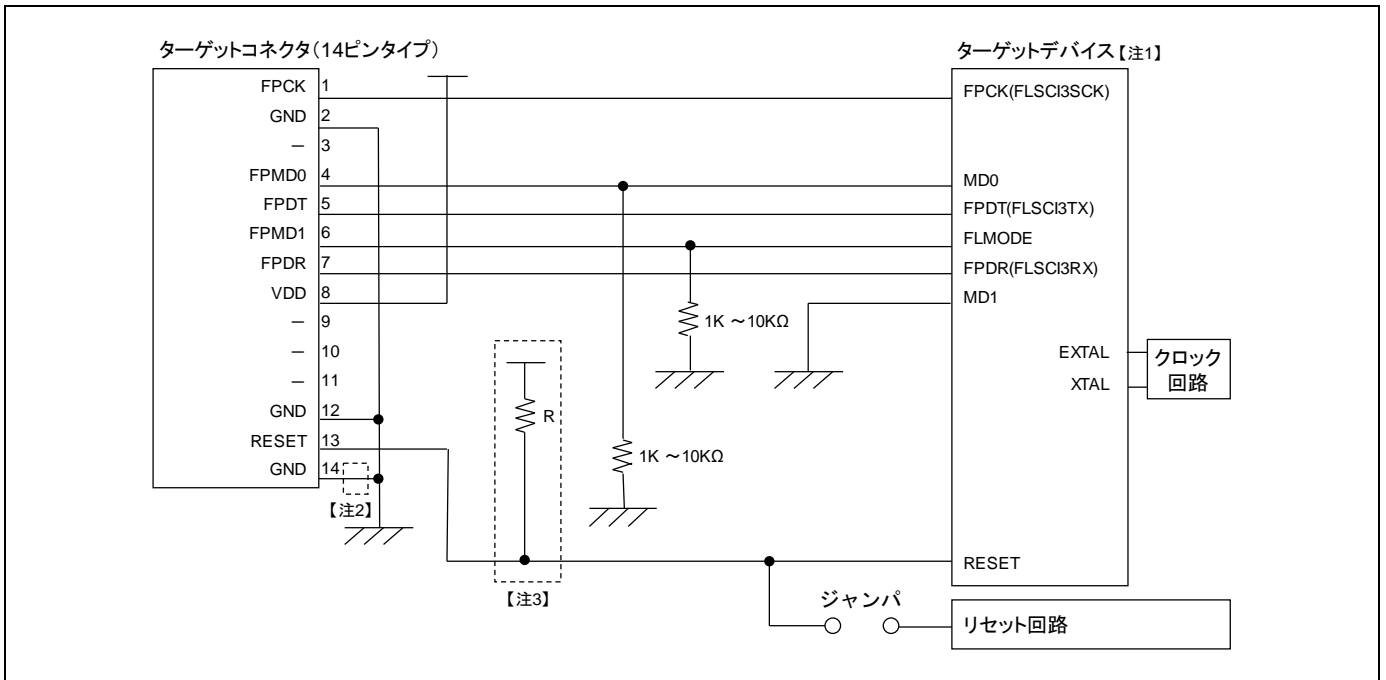 ターゲットコネクタ(14ピンタイプ)
FPCK 1
GND 2
— 3
FPMD0 4
FPDT 5
FPMD1 6
FPDR 7
VDD 8
— 9
— 10
— 11
GND 12
RESET 13
GND 14
【注2】
R
【注3】
1K ~10KΩ
1K ~10KΩ
ターゲットデバイス【注1】
FPCK(FLSCI3SCK)
MD0
FPDT(FLSCI3TX)
FLMODE
FPDR(FLSCI3RX)
MD1
EXTAL
XTAL
RESET
クロック
回路
ジャンパ
リセット回路